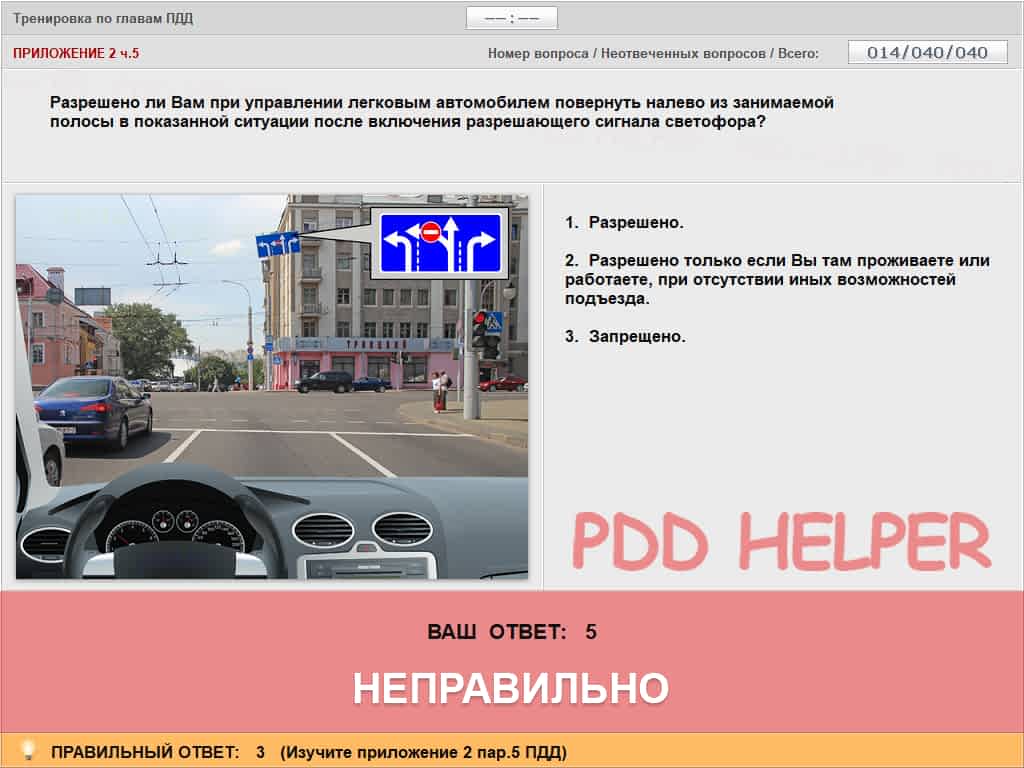 Тренировка по главам ПДД
—— : ——
ПРИЛОЖЕНИЕ 2 ч.5
Номер вопроса / Неотвеченных вопросов / Всего:
014/040/040
Разрешено ли Вам при управлении легковым автомобилем повернуть налево из занимаемой
полосы в показанной ситуации после включения разрешающего сигнала светофора?
ТРОИЦКИЙ
1. Разрешено.
2. Разрешено только если Вы там проживаете или
работаете, при отсутствии иных возможностей
подъезда.
3. Запрещено.
PDD HELPER
ВАШ ОТВЕТ: 5
НЕПРАВИЛЬНО
ПРАВИЛЬНЫЙ ОТВЕТ: 3 (Изучите приложение 2 пар.5 ПДД)